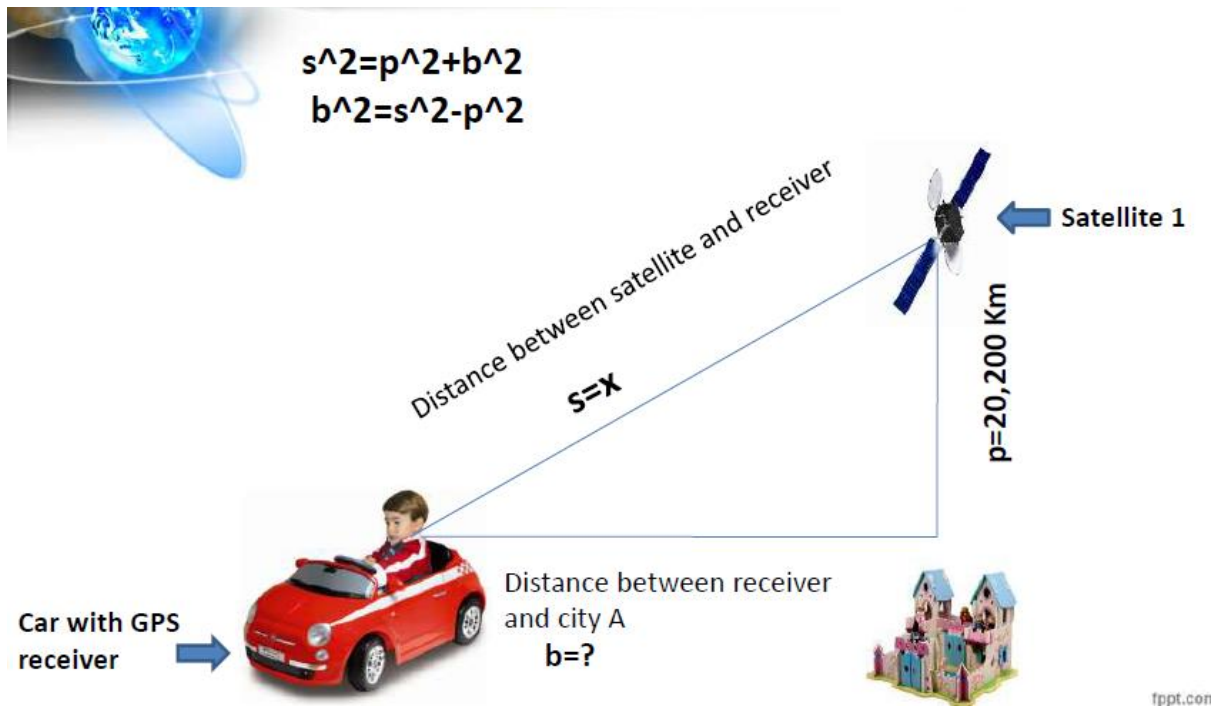 s^2=p^2+b^2
b^2=s^2-p^2
Distance between satellite and receiver
s=x
Satellite 1
p=20,200 Km
Distance between receiver
and city A
b=?
Car with GPS
receiver
fppt.com